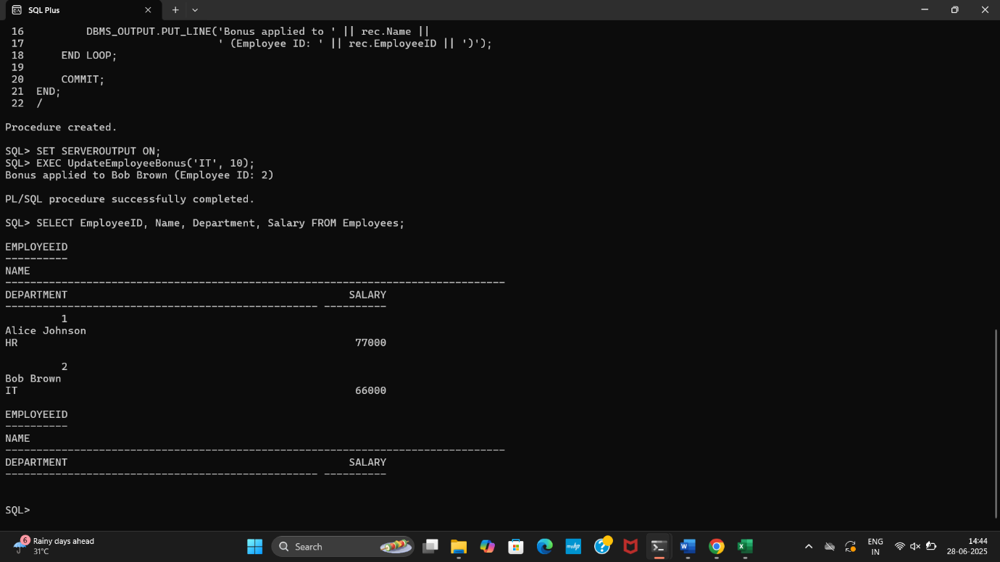 SQL Plus
16          DBMS_OUTPUT.PUT_LINE('Bonus applied to ' || rec.Name ||
17                               ' (Employee ID: ' || rec.EmployeeID || ')');
18      END LOOP;
19
20      COMMIT;
21  END;
22  /
Procedure created.
SQL> SET SERVEROUTPUT ON;
SQL> EXEC UpdateEmployeeBonus('IT', 10);
Bonus applied to Bob Brown (Employee ID: 2)
PL/SQL procedure successfully completed.
SQL> SELECT EmployeeID, Name, Department, Salary FROM Employees;
EMPLOYEEID
----------
NAME
--------------------------------------------------------------------------------
DEPARTMENT                                             SALARY
-------------------------------------------------- ----------
         1
Alice Johnson
HR                                                      77000
         2
Bob Brown
IT                                                      66000
EMPLOYEEID
----------
NAME
--------------------------------------------------------------------------------
DEPARTMENT                                             SALARY
-------------------------------------------------- ----------
SQL>
6
Rainy days ahead
31°C
Search
myhp
ENG
IN
14:44
28-06-2025